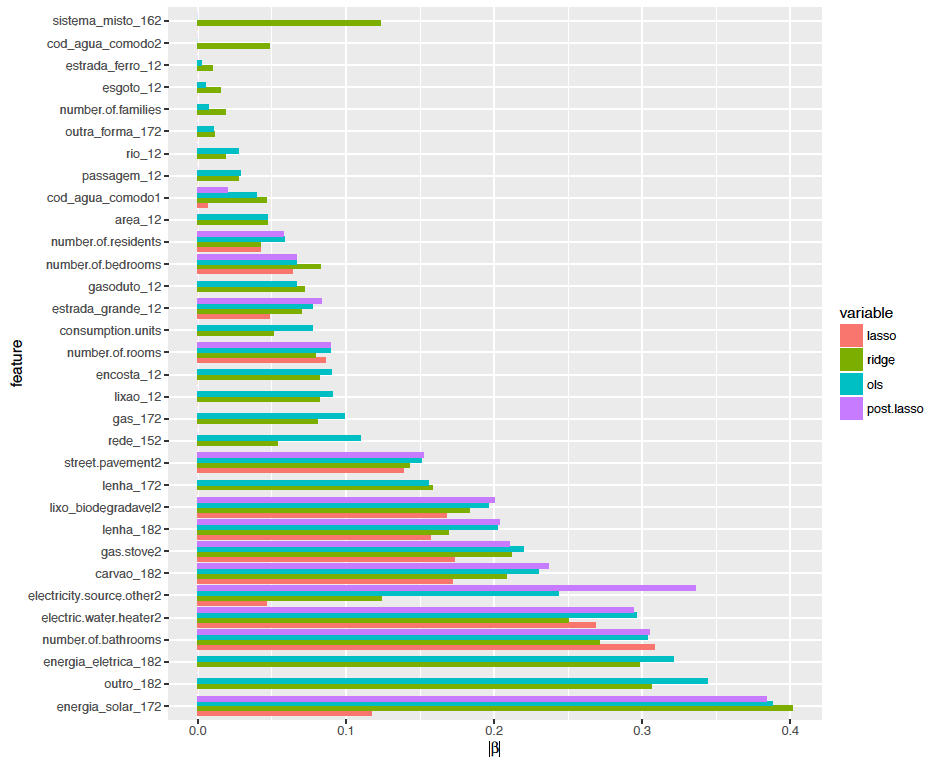 sistema_misto_162
cod_agua_comodo2
estrada_ferro_12
esgoto_12
number.of.families
outra_forma_172
rio_12
passagem_12
cod_agua_comodo1
area_12
number.of.residents
number.of.bedrooms
gasoduto_12
estrada_grande_12
consumption.units
number.of.rooms
encosta_12
lixao_12
gas_172
rede_152
street.pavement2
lenha_172
lixo_biodegradavel2
lenha_182
gas.stove2
carvao_182
electricity.source.other2
electric.water.heater2
number.of.bathrooms
energia_eletrica_182
outro_182
energia_solar_172
feature
0.0 0.1 0.2 0.3 0.4
|β|
variable
lasso
ridge
ols
post.lasso